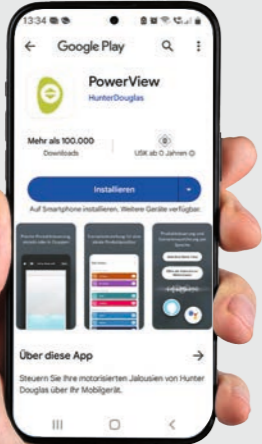 13:34
Google Play
PowerView
HunterDouglas
Mehr als 100.000
Downloads
USK ab 0 Jahren
Installieren
Auf Smartphone installieren. Weitere Geräte verfügbar.
Über diese App
Steuern Sie Ihre motorisierten Jalousien von Hunter
Douglas über Ihr Mobilgerät.